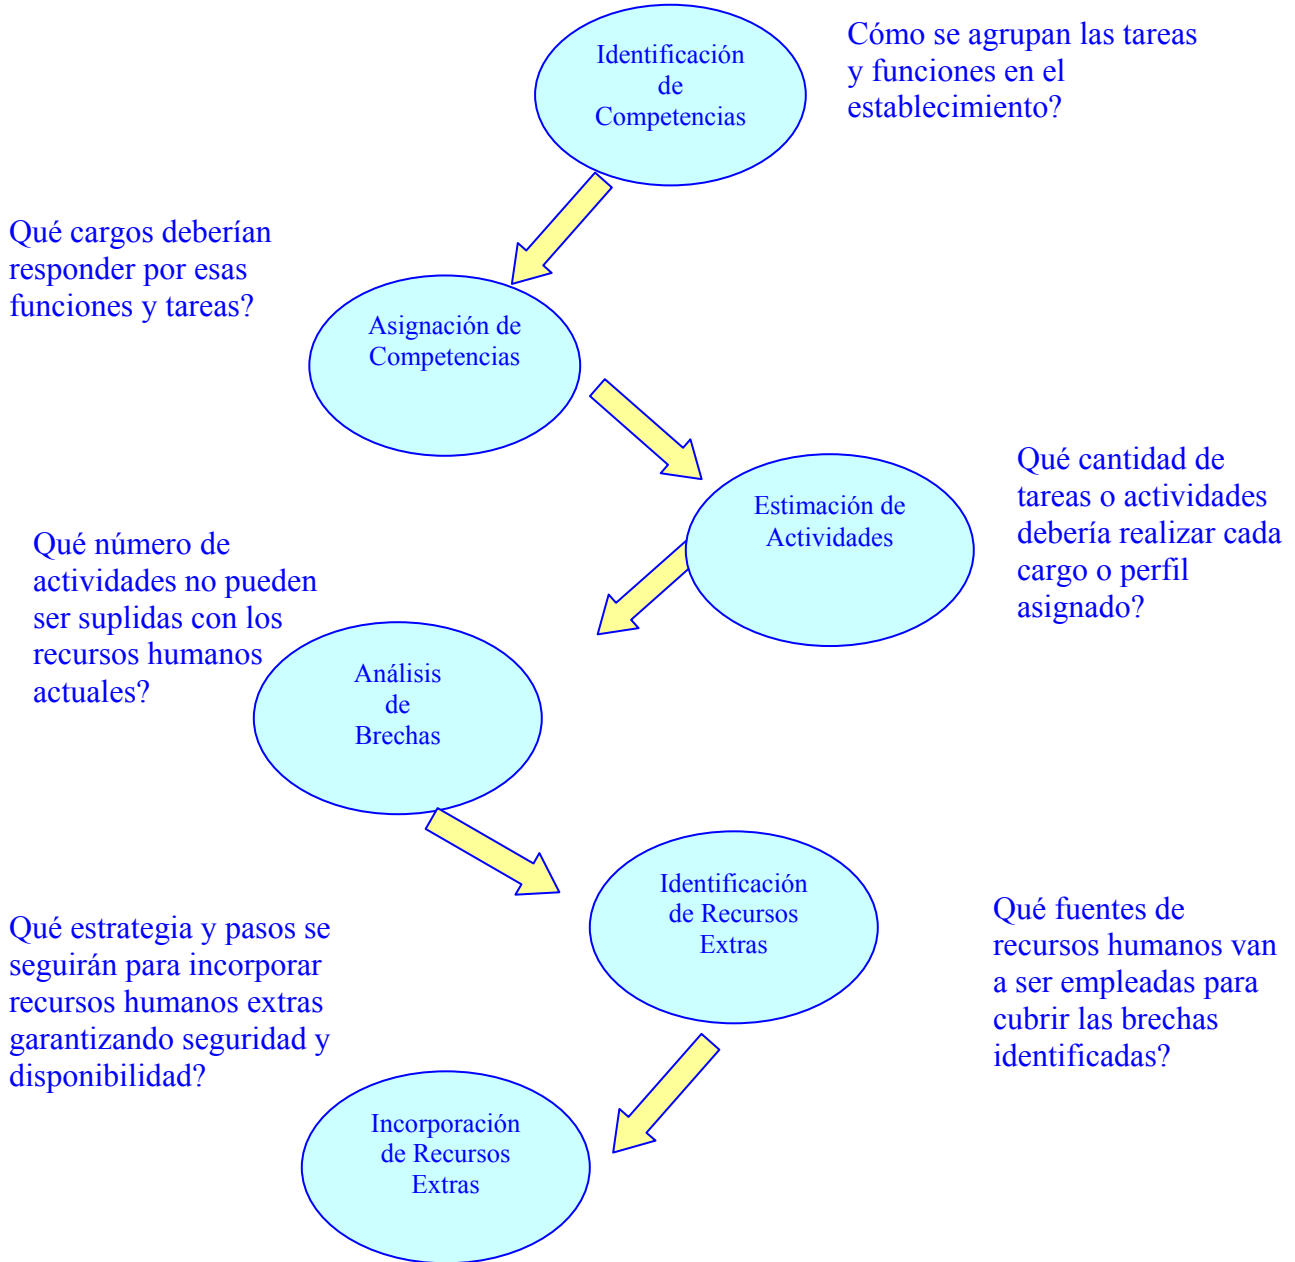 Identificación
de
Competencias
Cómo se agrupan las tareas
y funciones en el
establecimiento?
Qué cargos deberían
responder por esas
funciones y tareas?
Asignación de
Competencias
Estimación de
Actividades
Qué cantidad de
tareas o actividades
debería realizar cada
cargo o perfil
asignado?
Qué número de
actividades no pueden
ser suplidas con los
recursos humanos
actuales?
Análisis
de
Brechas
Identificación
de Recursos
Extras
Qué fuentes de
recursos humanos van
a ser empleadas para
cubrir las brechas
identificadas?
Qué estrategia y pasos se
seguirán para incorporar
recursos humanos extras
garantizando seguridad y
disponibilidad?
Incorporación
de Recursos
Extras